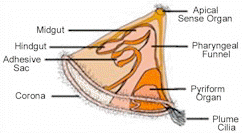 Apical
Sense Organ
Midgut
Hindgut
Pharyngeal
Funnel
Adhesive
Sac
Corona
Pyriform
Organ
Plume
Cilia